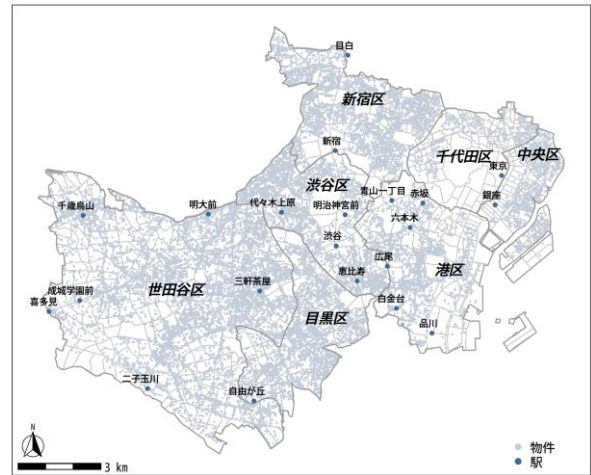 目白
新宿区
新宿
千代田区
中央区
東京
渋谷区
青山一丁目
赤坂
銀座
千歳烏山
明大前
代々木上原
明治神宮前
六本木
渋谷
広尾
港区
世田谷区
三軒茶屋
恵比寿
成城学園前
喜多見
目黒区
白金台
品川
二子玉川
自由が丘
N
3 km
物件
駅